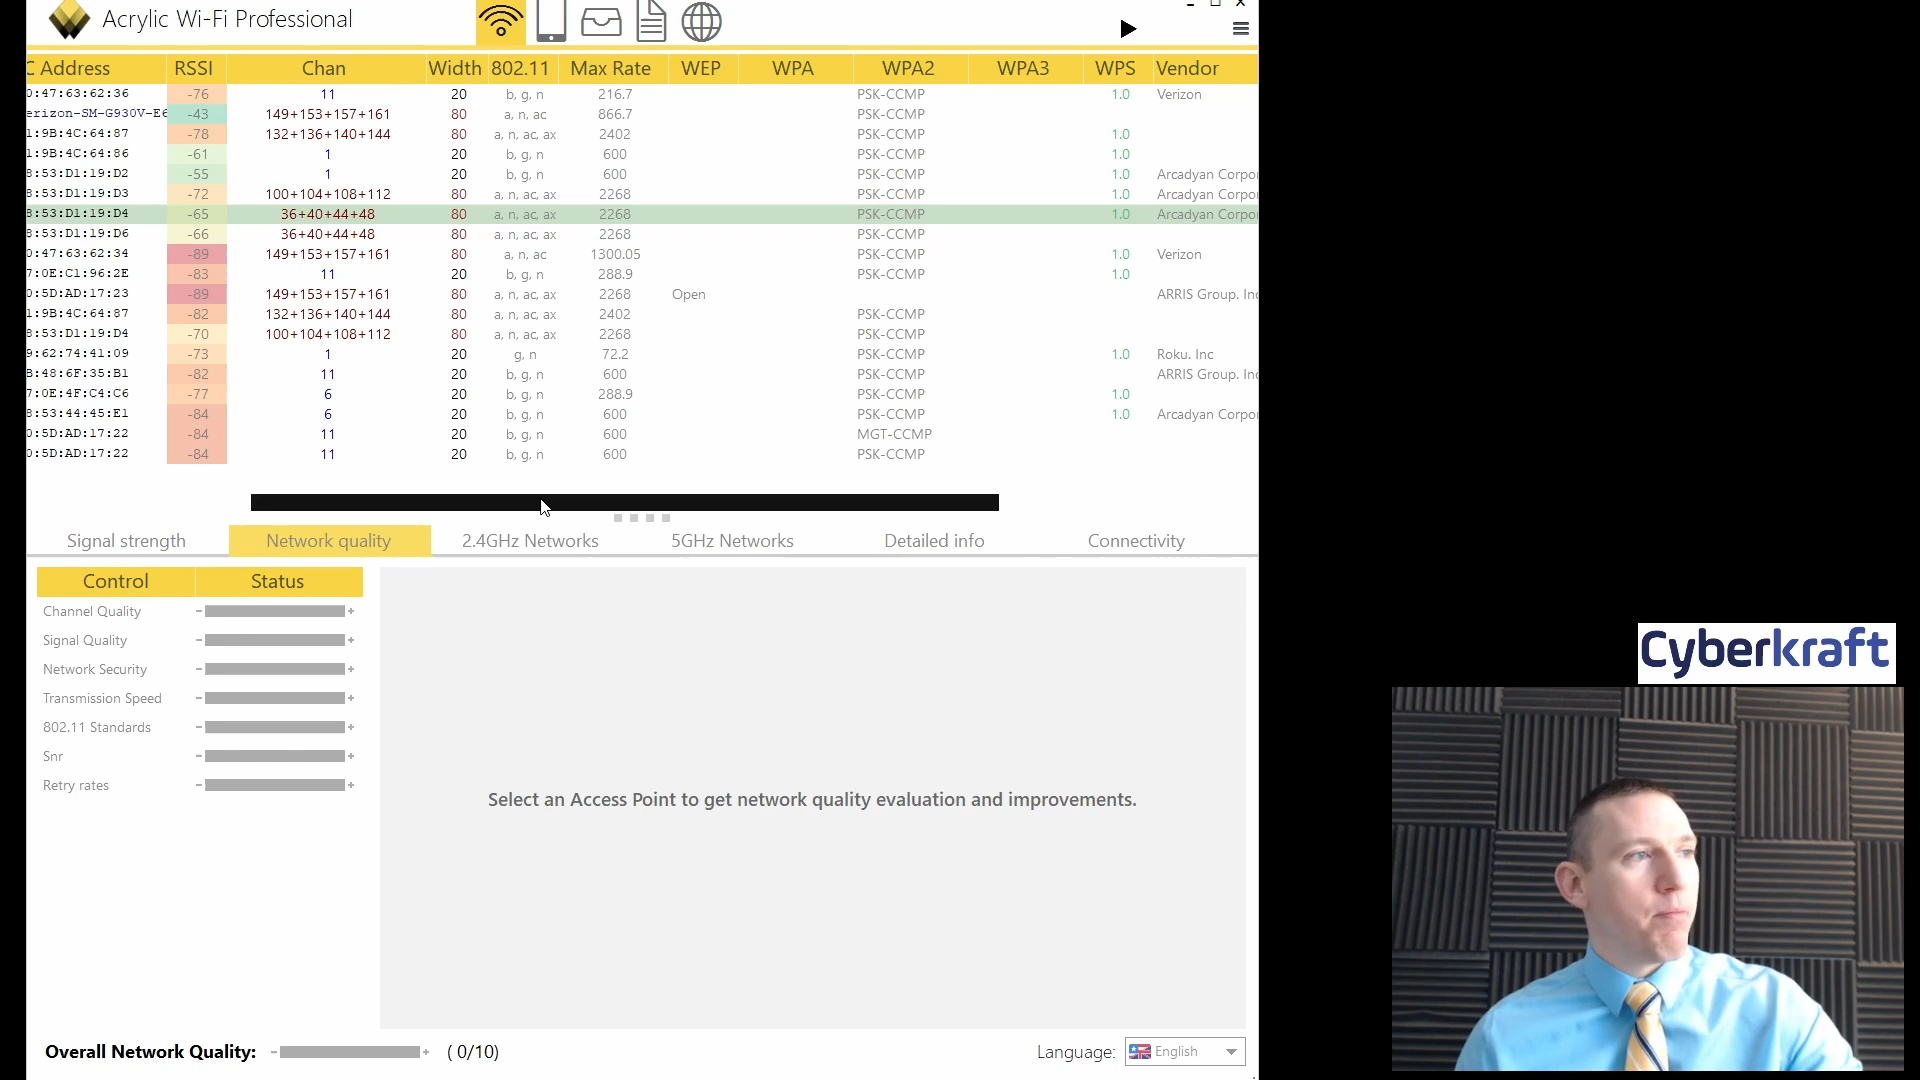 Acrylic Wi-Fi Professional
C Address RSSI Chan Width 802.11 Max Rate WEP WPA WPA2 WPA3 WPS Vendor
0:47:63:62:36 -76 11 20 b, g, n 216.7 PSK-CCMP 1.0 Verizon
erizon-SM-G930V-E6 -43 149+153+157+161 80 a, n, ac 866.7 PSK-CCMP
1:9B:4C:64:87 -78 132+136+140+144 80 a, n, ac, ax 2402 PSK-CCMP 1.0
1:9B:4C:64:86 -61 1 20 b, g, n 600 PSK-CCMP 1.0
8:53:D1:19:D2 -55 1 20 b, g, n 600 PSK-CCMP 1.0 Arcadyan Corpo
8:53:D1:19:D3 -72 100+104+108+112 80 a, n, ac, ax 2268 PSK-CCMP 1.0 Arcadyan Corpo
8:53:D1:19:D4 -65 36+40+44+48 80 a, n, ac, ax 2268 PSK-CCMP 1.0 Arcadyan Corpo
8:53:D1:19:D6 -66 36+40+44+48 80 a, n, ac, ax 2268 PSK-CCMP
0:47:63:62:34 -89 149+153+157+161 80 a, n, ac 1300.05 PSK-CCMP 1.0 Verizon
7:0E:C1:96:2E -83 11 20 b, g, n 288.9 PSK-CCMP 1.0
0:5D:AD:17:23 -89 149+153+157+161 80 a, n, ac, ax 2268 Open ARRIS Group. Inc
1:9B:4C:64:87 -82 132+136+140+144 80 a, n, ac, ax 2402 PSK-CCMP
8:53:D1:19:D4 -70 100+104+108+112 80 a, n, ac, ax 2268 PSK-CCMP
9:62:74:41:09 -73 1 20 g, n 72.2 PSK-CCMP 1.0 Roku. Inc
B:48:6F:35:B1 -82 11 20 b, g, n 600 PSK-CCMP ARRIS Group. Inc
7:0E:4F:C4:C6 -77 6 20 b, g, n 288.9 PSK-CCMP 1.0
8:53:44:45:E1 -84 6 20 b, g, n 600 PSK-CCMP 1.0 Arcadyan Corpo
0:5D:AD:17:22 -84 11 20 b, g, n 600 MGT-CCMP
0:5D:AD:17:22 -84 11 20 b, g, n 600 PSK-CCMP
Signal strength Network quality 2.4GHz Networks 5GHz Networks Detailed info Connectivity
Control Status
Channel Quality - +
Signal Quality - +
Network Security - +
Transmission Speed - +
802.11 Standards - +
Snr - +
Retry rates - +
Select an Access Point to get network quality evaluation and improvements.
Overall Network Quality: - + ( 0/10)
Language: English
Cyberkraft